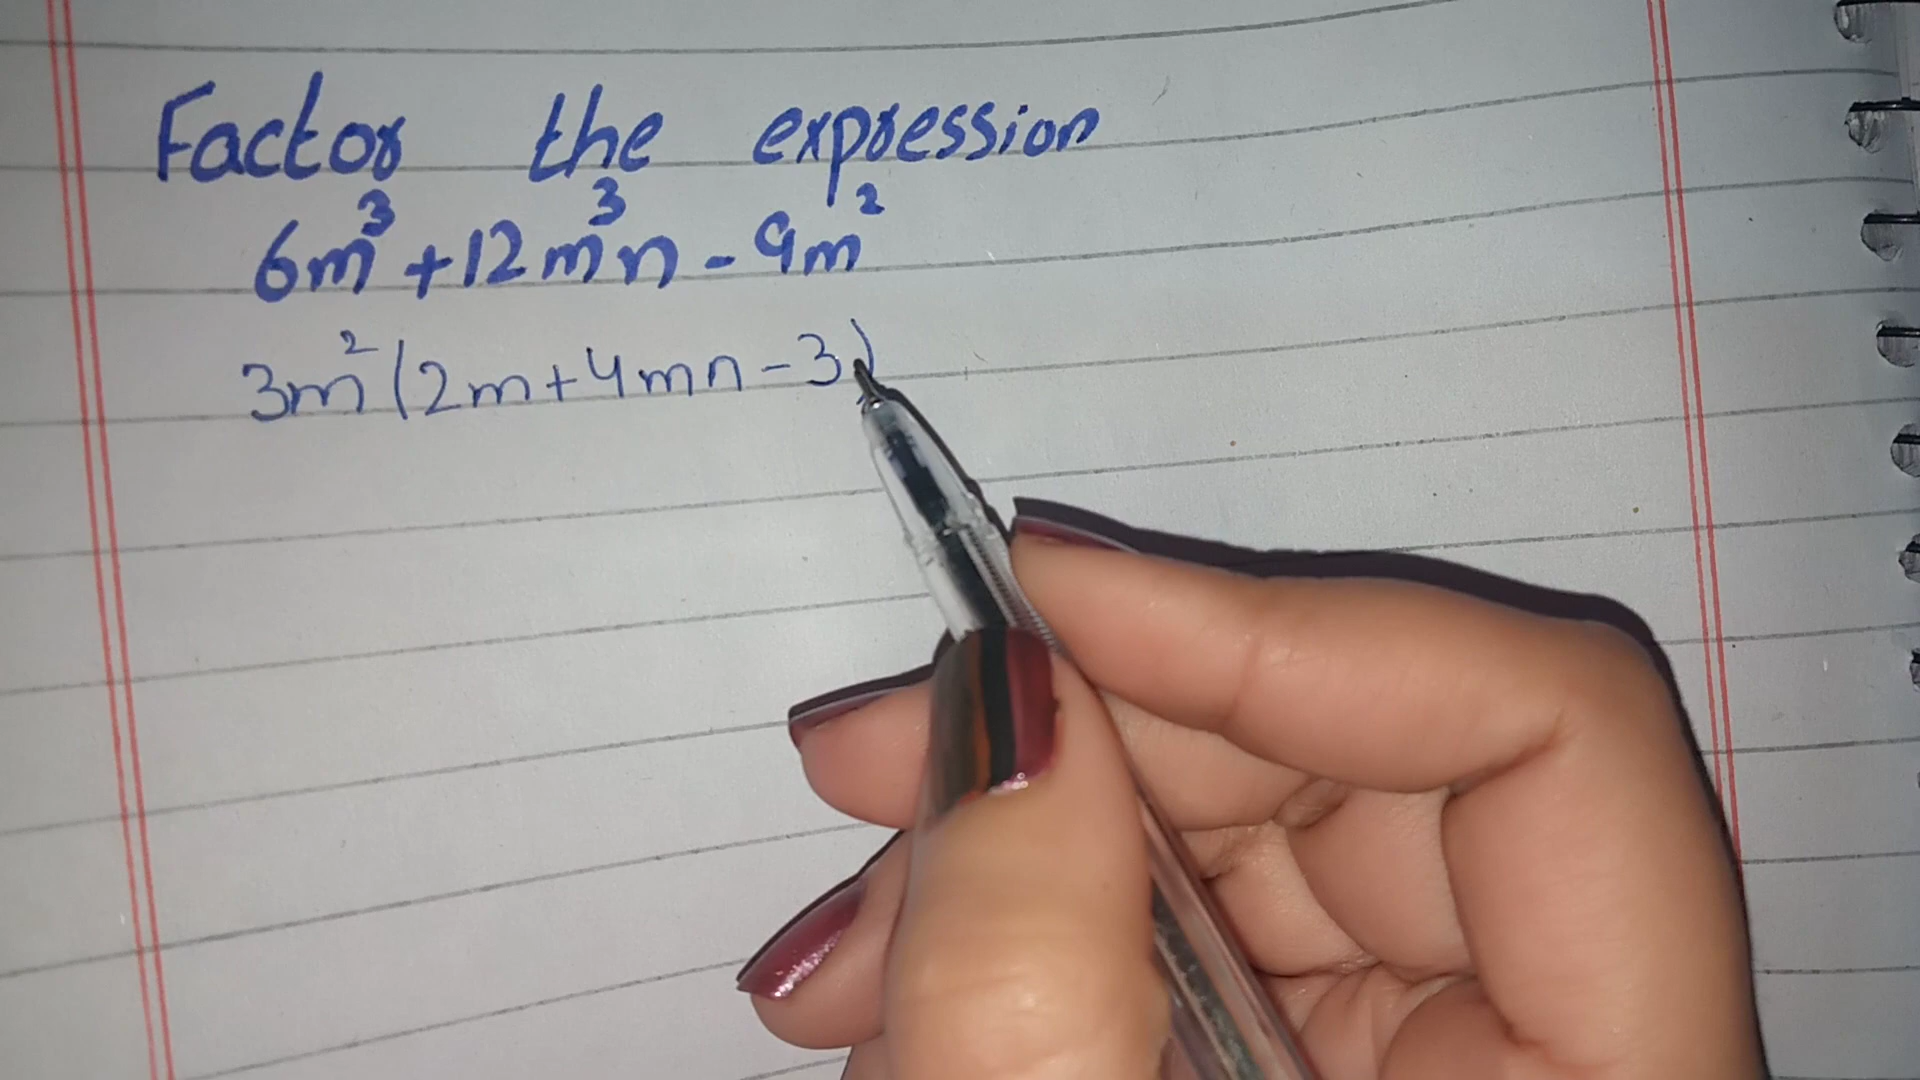 Factor the expression
6m³+12m³n-9m²
3m²(2m+4mn-3)